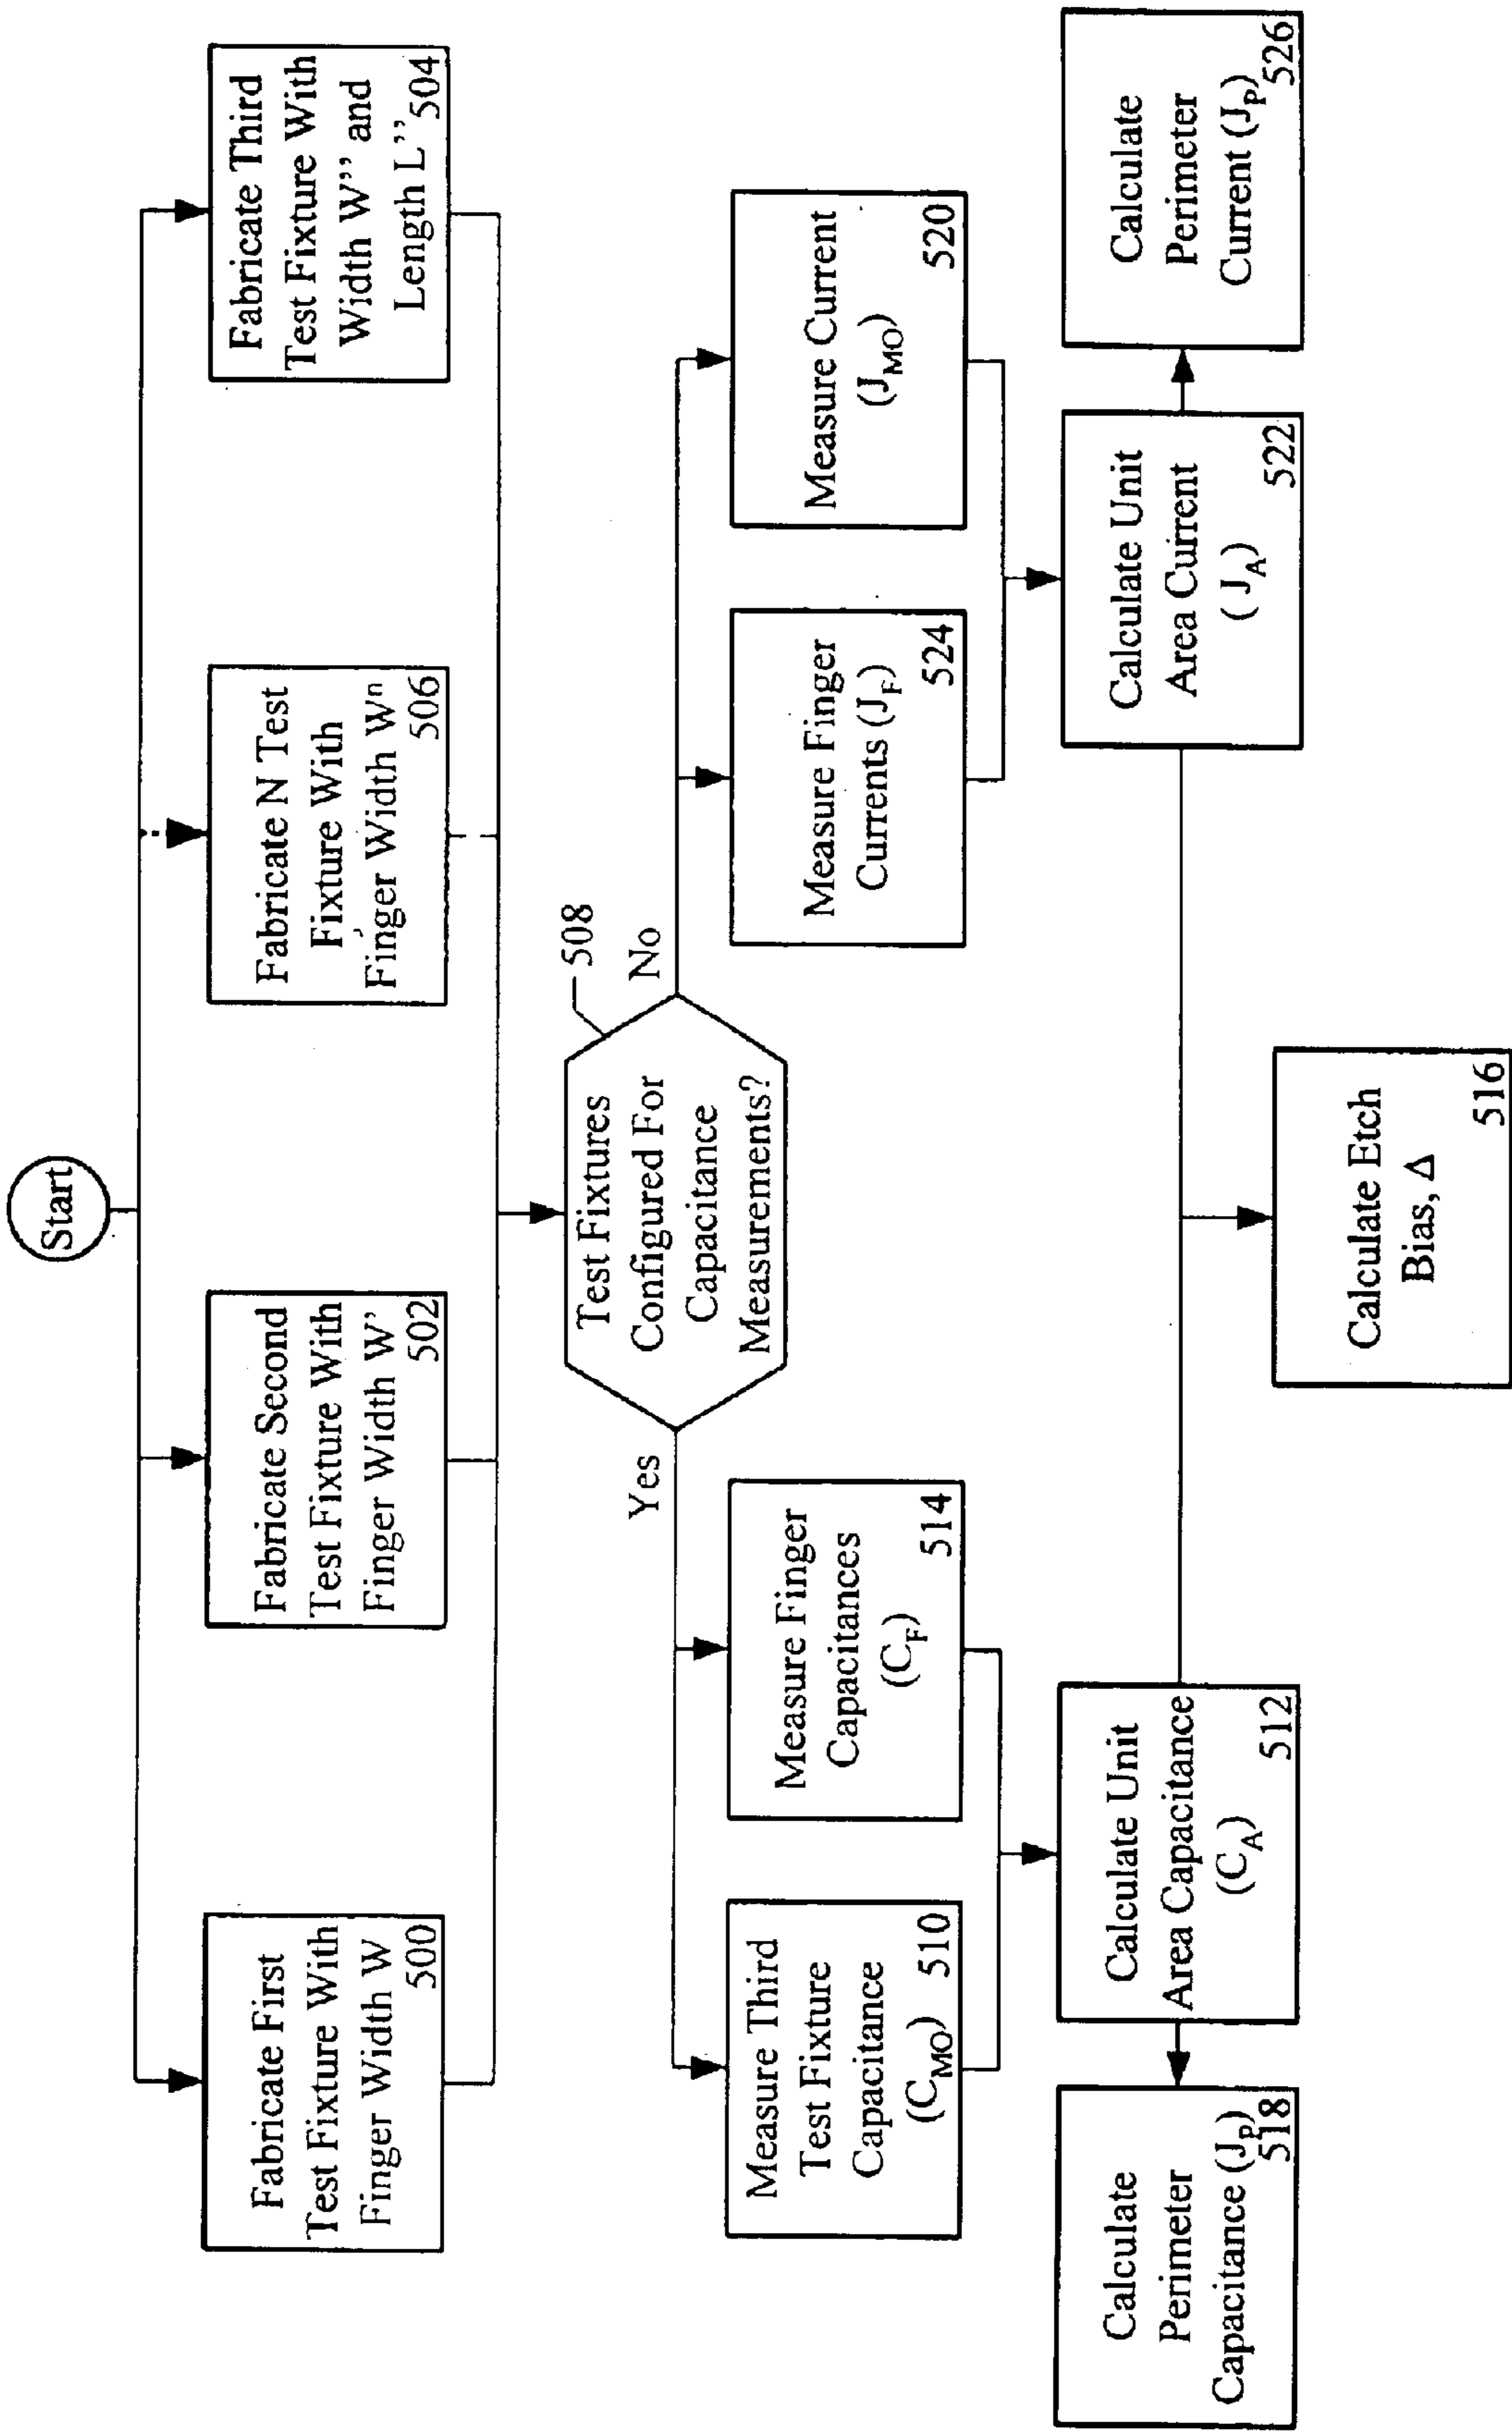 Start
Fabricate First
Test Fixture With
Finger Width W
500
Fabricate Second
Test Fixture With
Finger Width W'
502
Fabricate N Test
Fixture With
Finger Width Wⁿ
506
Fabricate Third
Test Fixture With
Width W'' and
Length L'' 504
Test Fixtures
Configured For
Capacitance
Measurements?
508
Yes
No
Measure Third
Test Fixture
Capacitance
(C_MO) 510
Measure Finger
Capacitances
(C_F)
514
Measure Finger
Currents (J_F)
524
Measure Current
(J_MO)
520
Calculate
Perimeter
Capacitance (J_P)
518
Calculate Unit
Area Capacitance
(C_A)
512
Calculate Unit
Area Current
(J_A)
522
Calculate
Perimeter
Current (J_P)
526
Calculate Etch
Bias, Δ
516